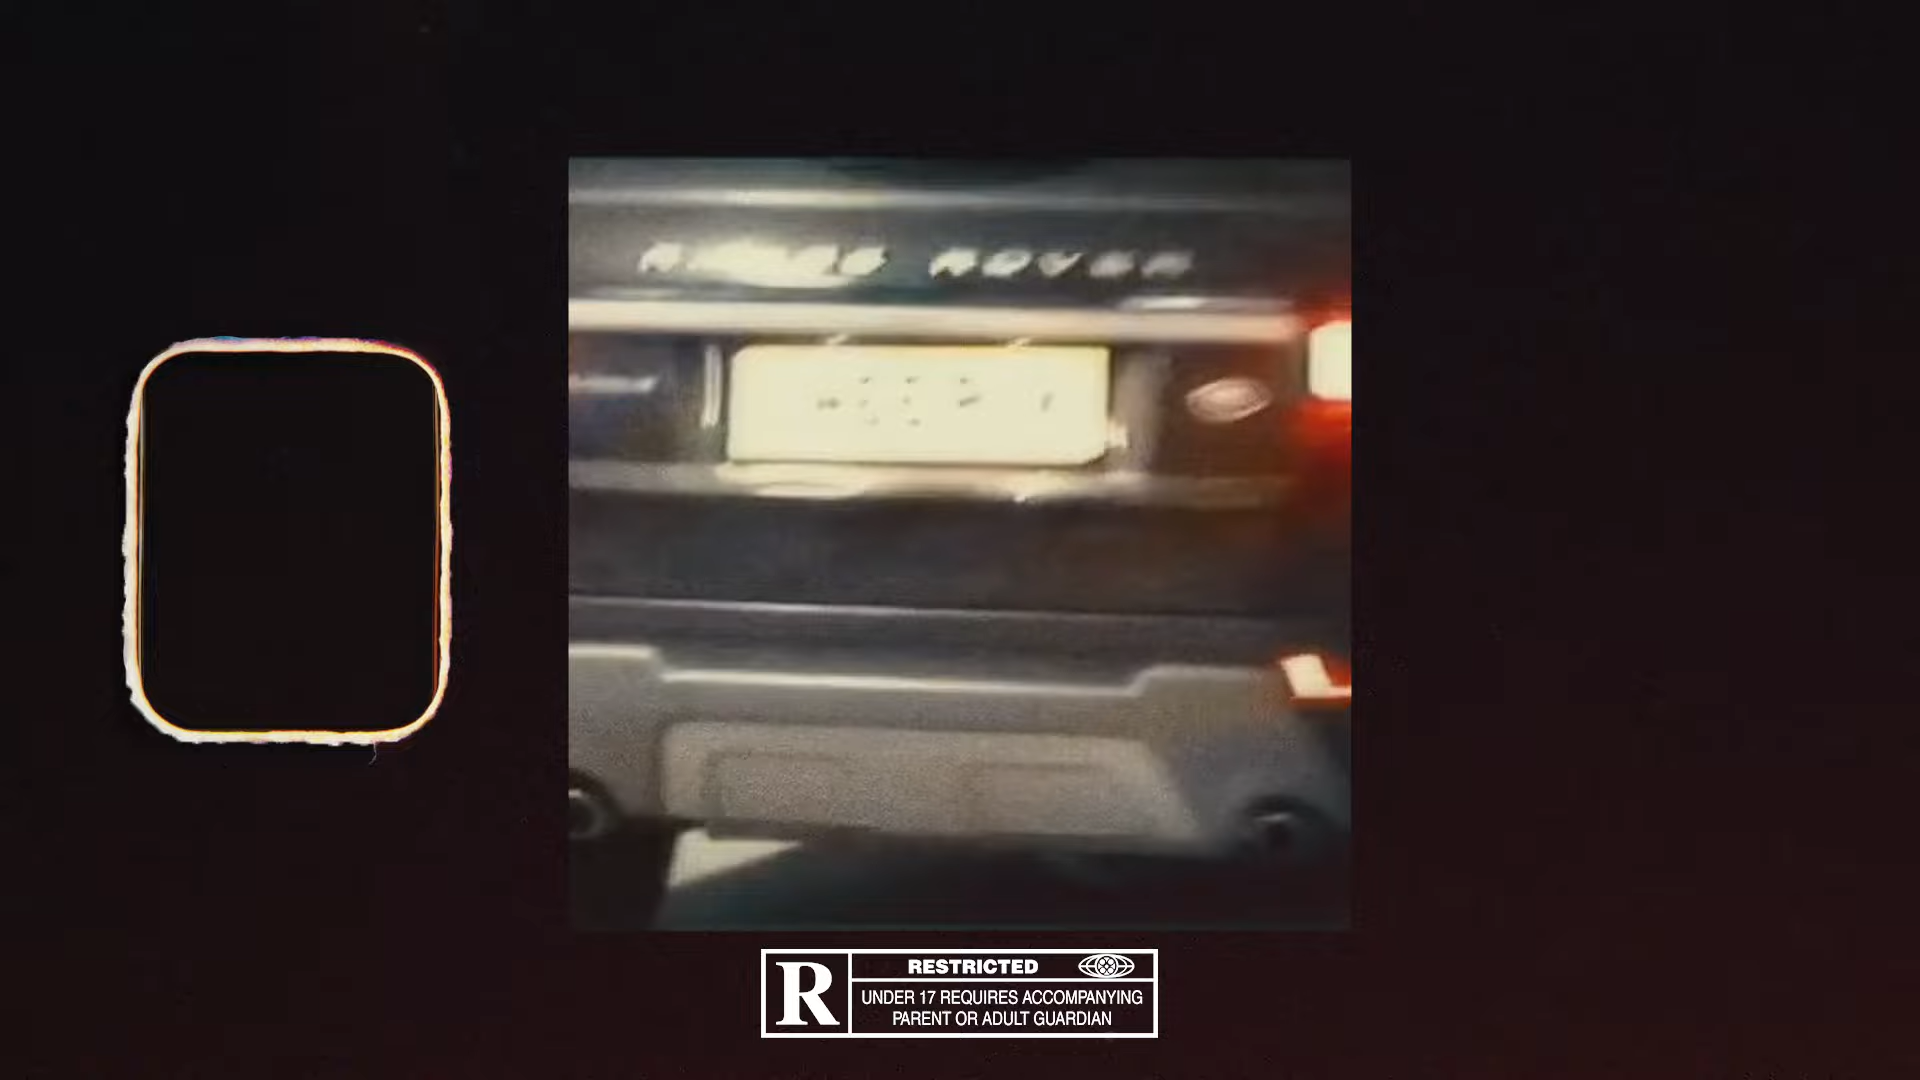 RANGE ROVER
R
RESTRICTED
UNDER 17 REQUIRES ACCOMPANYING
PARENT OR ADULT GUARDIAN